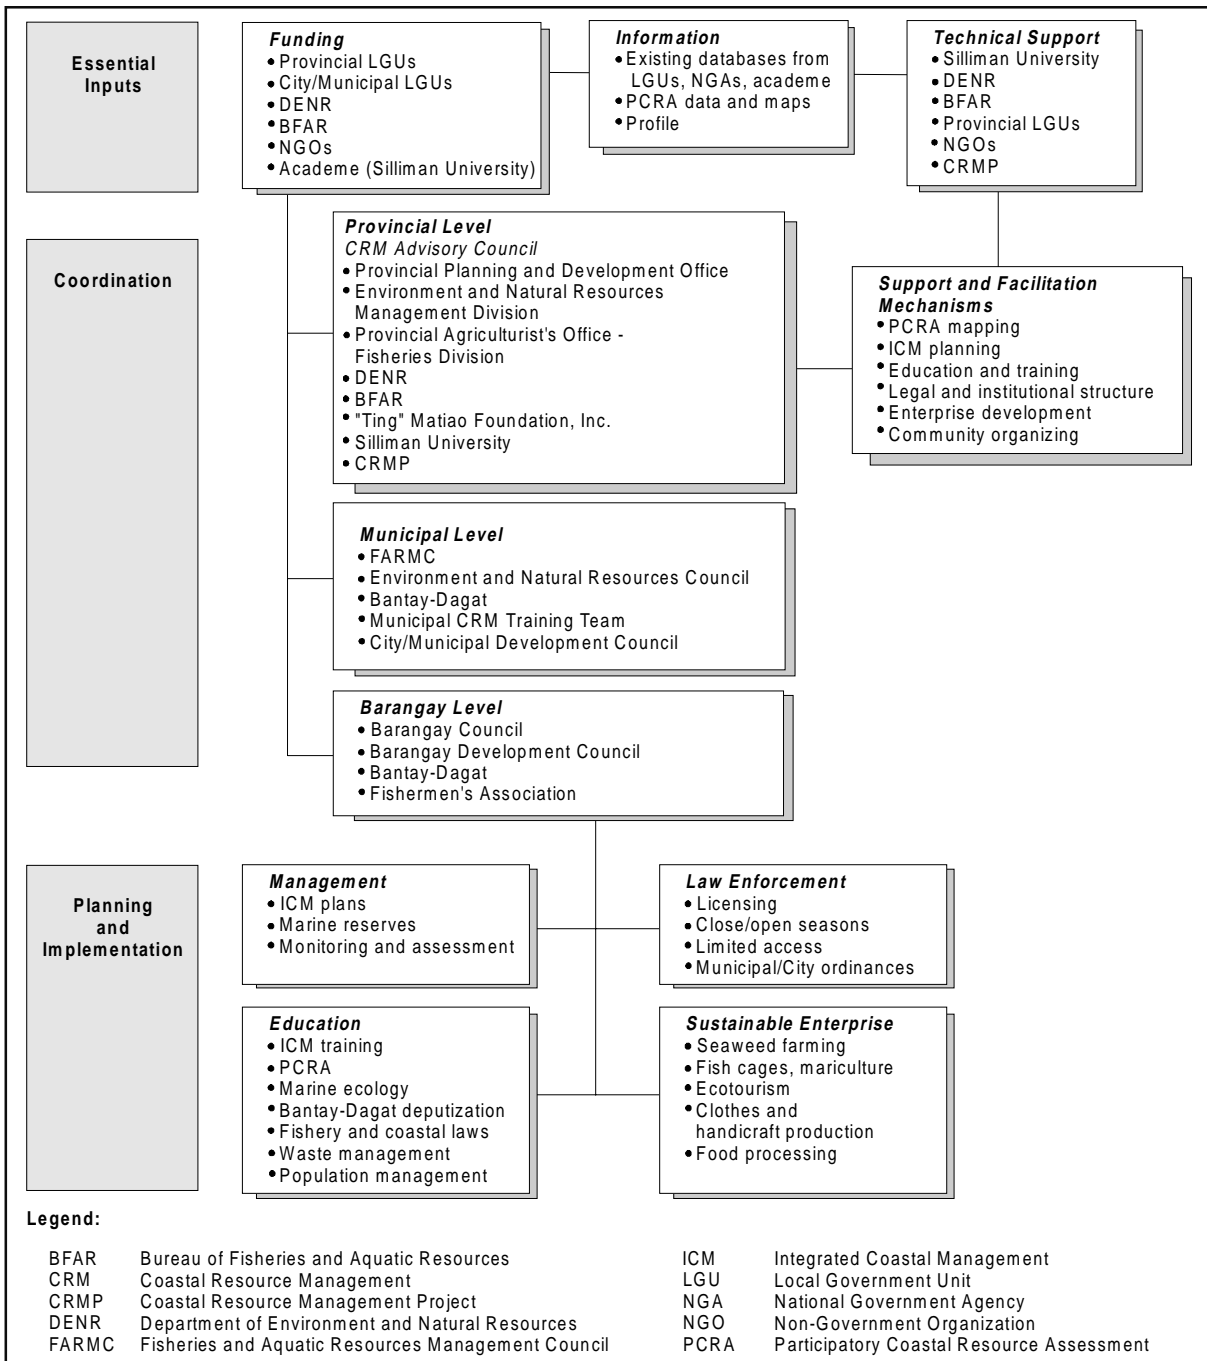 Essential
Inputs
Funding
• Provincial LGUs
• City/Municipal LGUs
• DENR
• BFAR
• NGOs
• Academe (Silliman University)
Information
• Existing databases from
LGUs, NGAs, academe
• PCRA data and maps
• Profile
Technical Support
• Silliman University
• DENR
• BFAR
• Provincial LGUs
• NGOs
• CRMP
Coordination
Provincial Level
CRM Advisory Council
• Provincial Planning and Development Office
• Environment and Natural Resources
Management Division
• Provincial Agriculturist's Office -
Fisheries Division
• DENR
• BFAR
• "Ting" Matiao Foundation, Inc.
• Silliman University
• CRMP
Support and Facilitation
Mechanisms
• PCRA mapping
• ICM planning
• Education and training
• Legal and institutional structure
• Enterprise development
• Community organizing
Municipal Level
• FARMC
• Environment and Natural Resources Council
• Bantay-Dagat
• Municipal CRM Training Team
• City/Municipal Development Council
Barangay Level
• Barangay Council
• Barangay Development Council
• Bantay-Dagat
• Fishermen's Association
Planning
and
Implementation
Management
• ICM plans
• Marine reserves
• Monitoring and assessment
Law Enforcement
• Licensing
• Close/open seasons
• Limited access
• Municipal/City ordinances
Education
• ICM training
• PCRA
• Marine ecology
• Bantay-Dagat deputization
• Fishery and coastal laws
• Waste management
• Population management
Sustainable Enterprise
• Seaweed farming
• Fish cages, mariculture
• Ecotourism
• Clothes and
handicraft production
• Food processing
Legend:
BFAR Bureau of Fisheries and Aquatic Resources
CRM Coastal Resource Management
CRMP Coastal Resource Management Project
DENR Department of Environment and Natural Resources
FARMC Fisheries and Aquatic Resources Management Council
ICM Integrated Coastal Management
LGU Local Government Unit
NGA National Government Agency
NGO Non-Government Organization
PCRA Participatory Coastal Resource Assessment